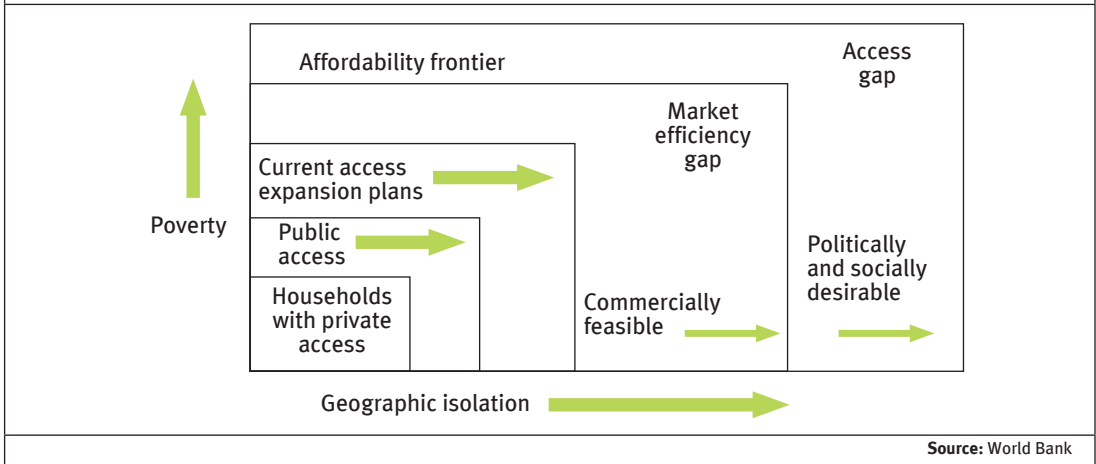 Affordability frontier
Access
gap
Market
efficiency
gap
Current access
expansion plans
Poverty
Public
access
Politically
and socially
desirable
Households
with private
access
Commercially
feasible
Geographic isolation
Source: World Bank